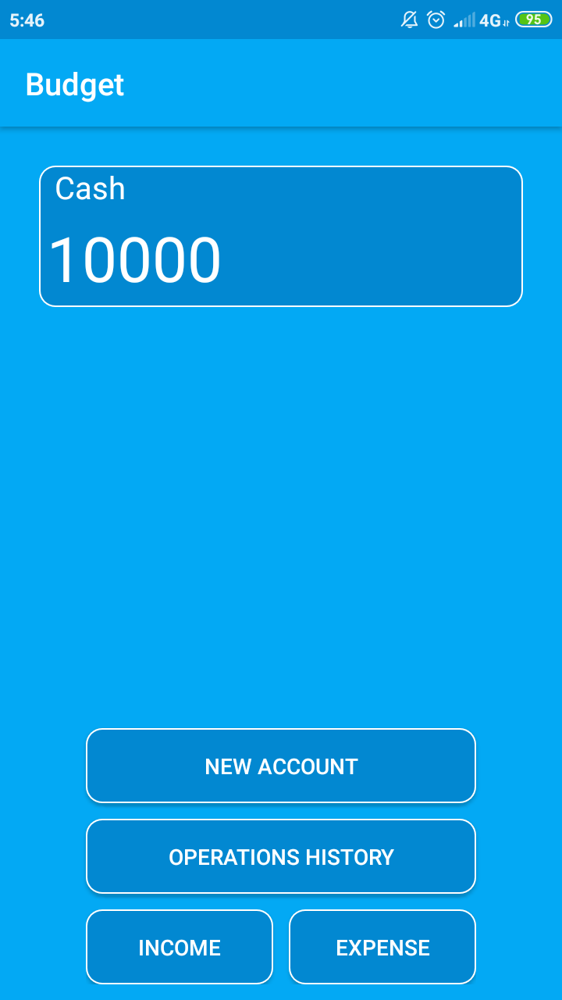 5:46 4G 95
Budget
Cash
10000
NEW ACCOUNT
OPERATIONS HISTORY
INCOME EXPENSE